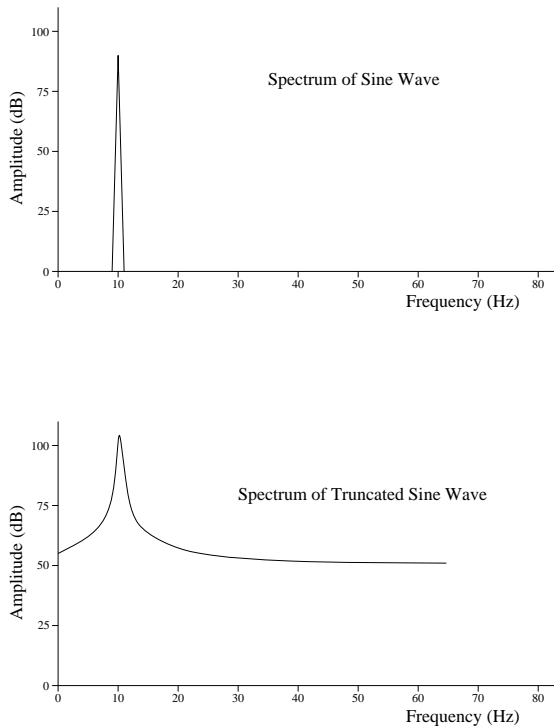 100
Spectrum of Sine Wave
75
50
25
0
Amplitude (dB)
0 10 20 30 40 50 60 70 80
Frequency (Hz)
100
Spectrum of Truncated Sine Wave
75
50
25
0
Amplitude (dB)
0 10 20 30 40 50 60 70 80
Frequency (Hz)